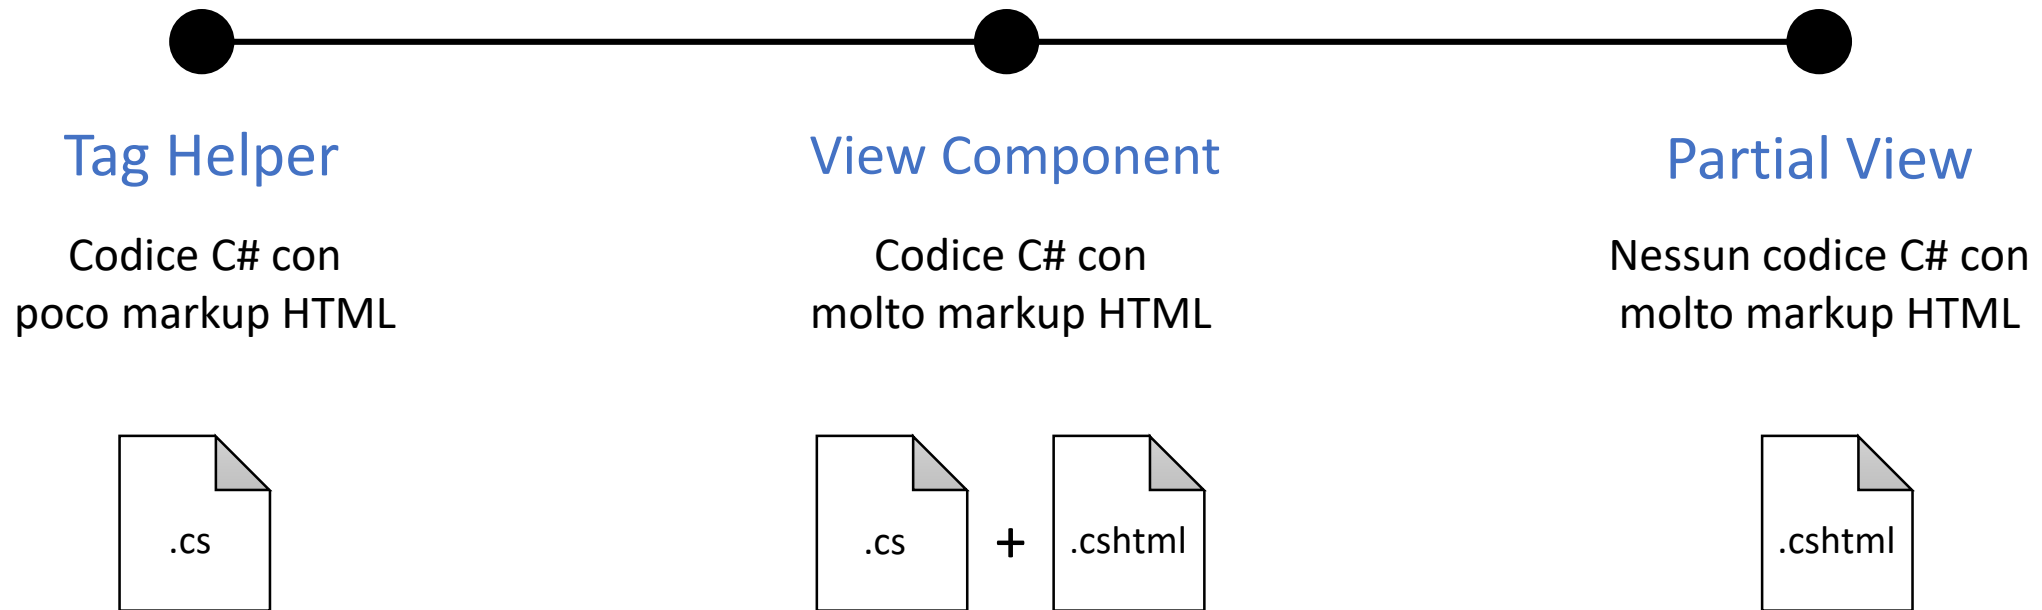 Tag Helper
Codice C# con
poco markup HTML
.cs
View Component
Codice C# con
molto markup HTML
.cs
+
.cshtml
Partial View
Nessun codice C# con
molto markup HTML
.cshtml